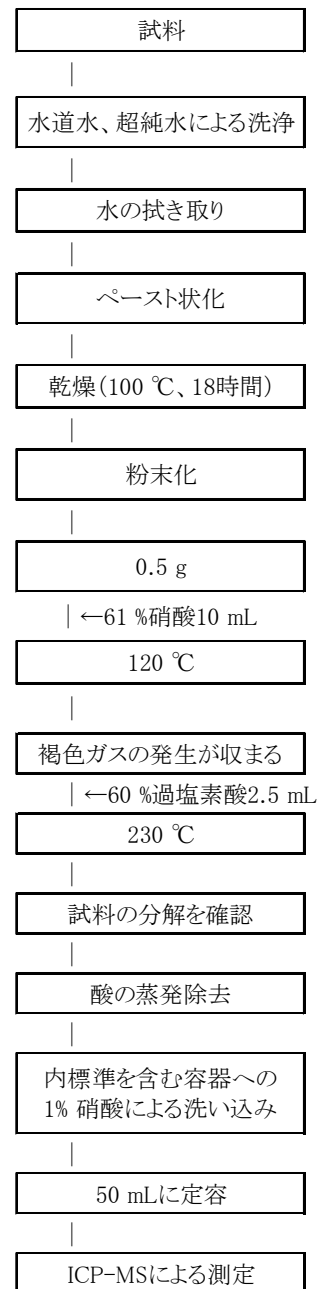 試料
水道水、超純水による洗浄
水の拭き取り
ペースト状化
乾燥(100 ℃、18時間)
粉末化
0.5 g
←61 %硝酸10 mL
120 ℃
褐色ガスの発生が収まる
←60 %過塩素酸2.5 mL
230 ℃
試料の分解を確認
酸の蒸発除去
内標準を含む容器への
1% 硝酸による洗い込み
50 mLに定容
ICP-MSによる測定